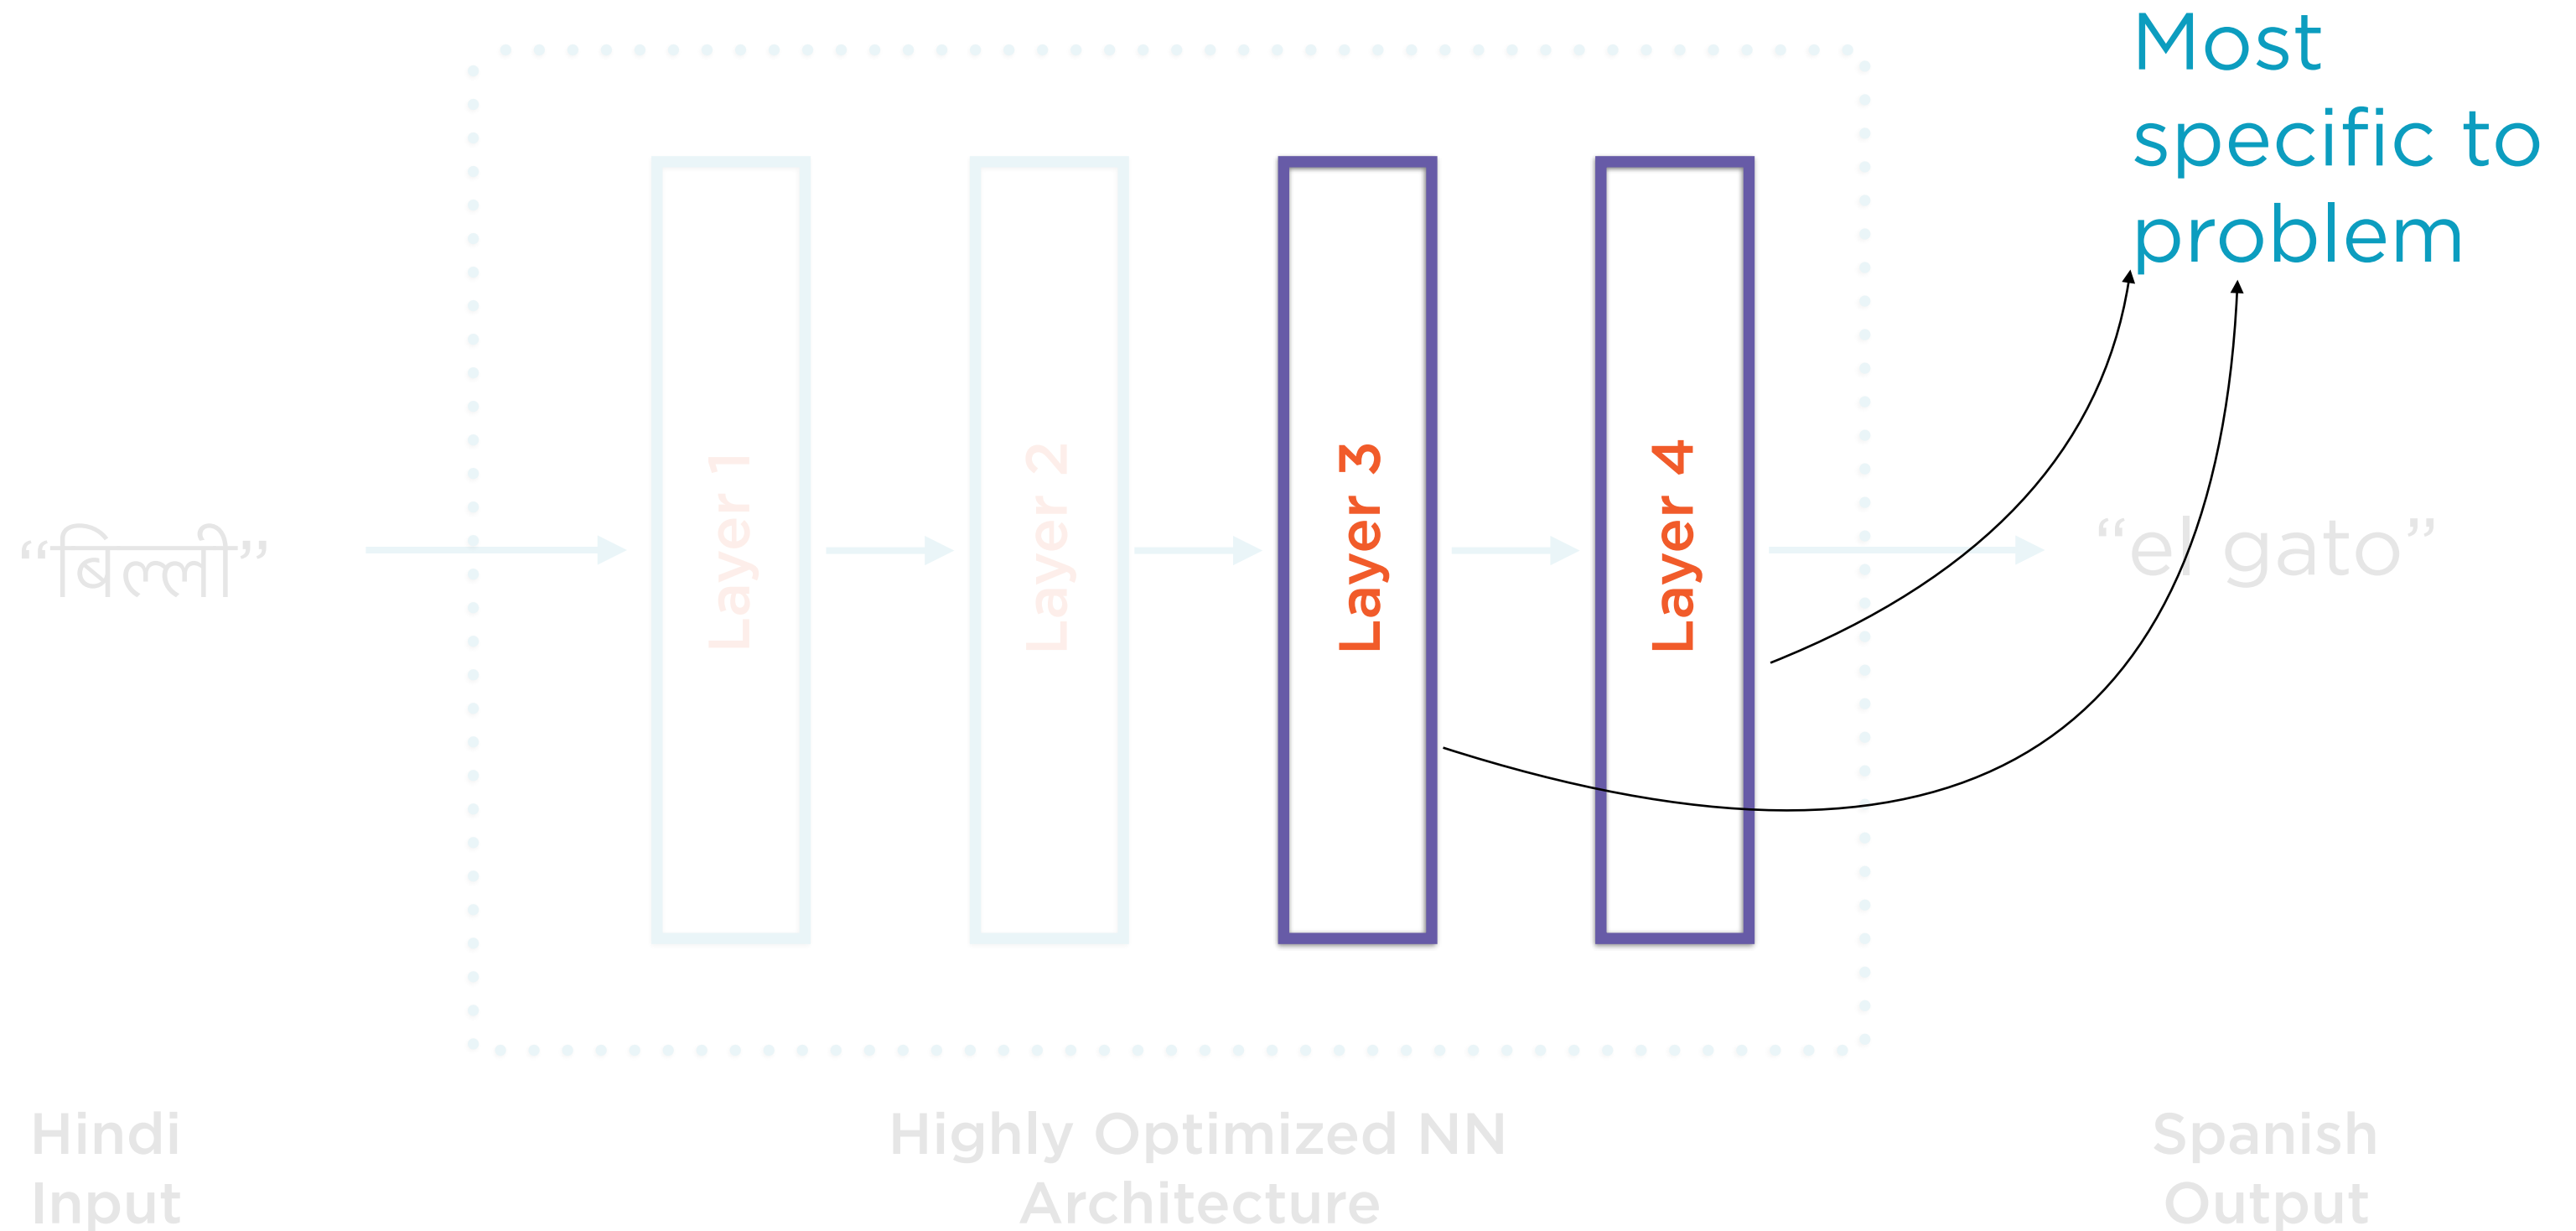 Most
specific to
problem
Layer 1
Layer 2
Layer 3
Layer 4
“बिल्ली”
“el gato”
Hindi
Input
Highly Optimized NN
Architecture
Spanish
Output